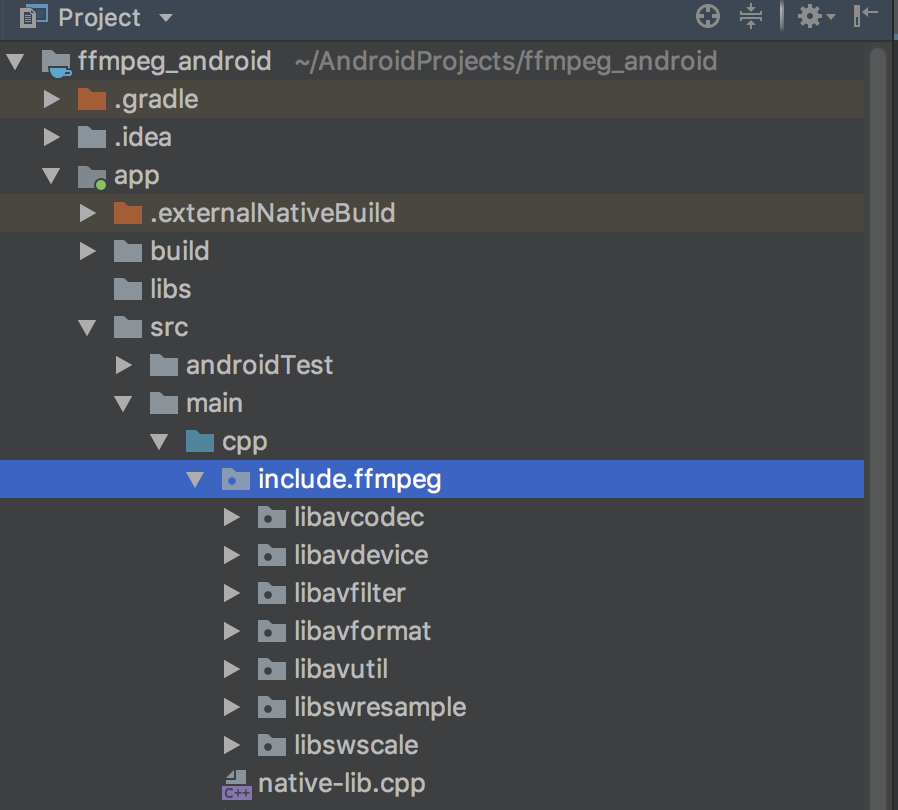 Project
ffmpeg_android ~/AndroidProjects/ffmpeg_android
.gradle
.idea
app
.externalNativeBuild
build
libs
src
androidTest
main
cpp
include.ffmpeg
libavcodec
libavdevice
libavfilter
libavformat
libavutil
libswresample
libswscale
C++ native-lib.cpp